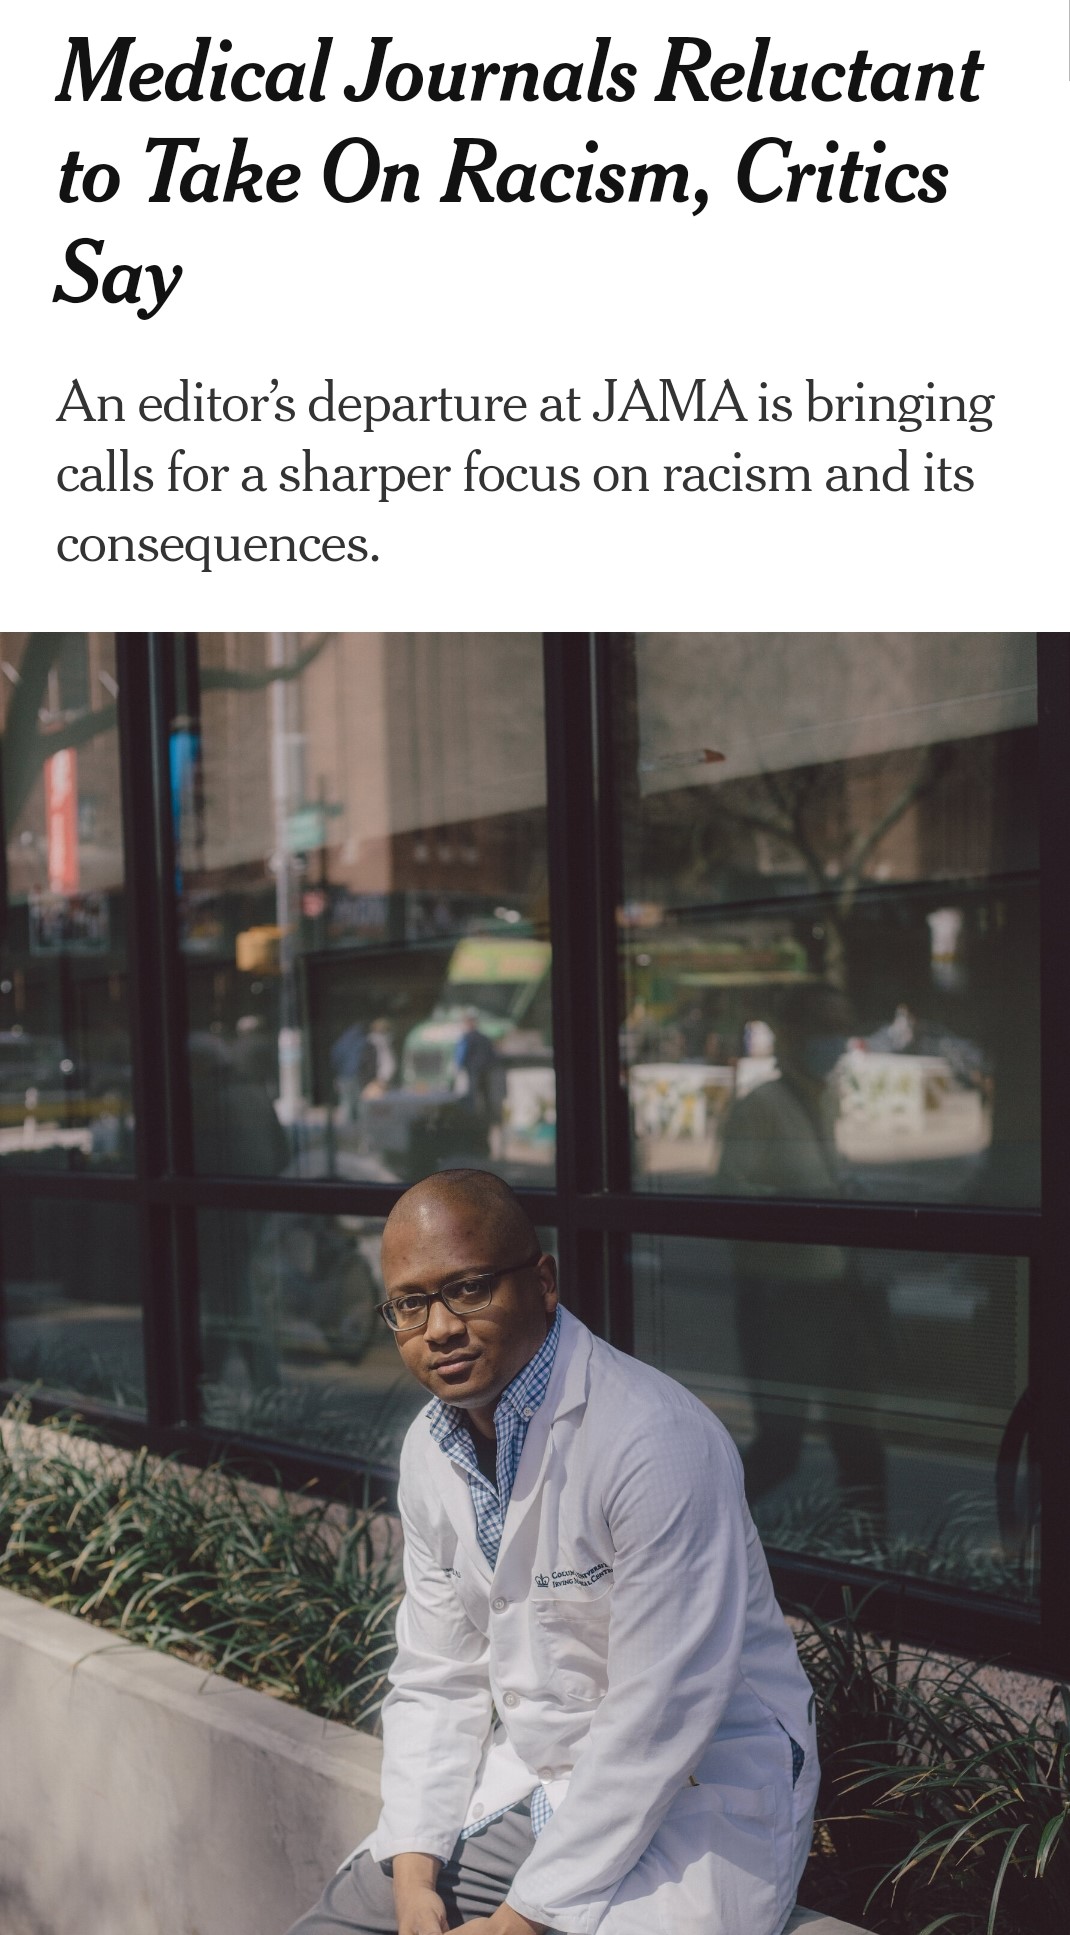 Medical Journals Reluctant
to Take On Racism, Critics
Say
An editor's departure at JAMA is bringing
calls for a sharper focus on racism and its
consequences.